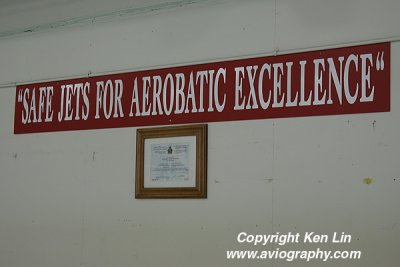 "SAFE JETS FOR AEROBATIC EXCELLENCE"
Copyright Ken Lin
www.aviography.com